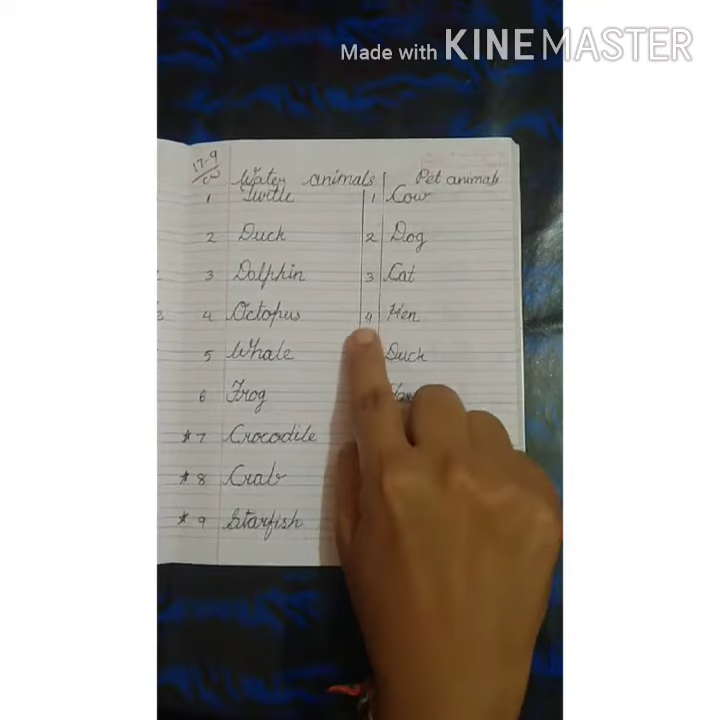 Made with KINEMASTER
17-9
CW
Water animals Pet animals
1 Turtle 1 Cow
2 Duck 2 Dog
3 Dolphin 3 Cat
4 Octopus 4 Hen
5 Whale Duck
6 Frog
* 7 Crocodile
* 8 Crab
* 9 Starfish